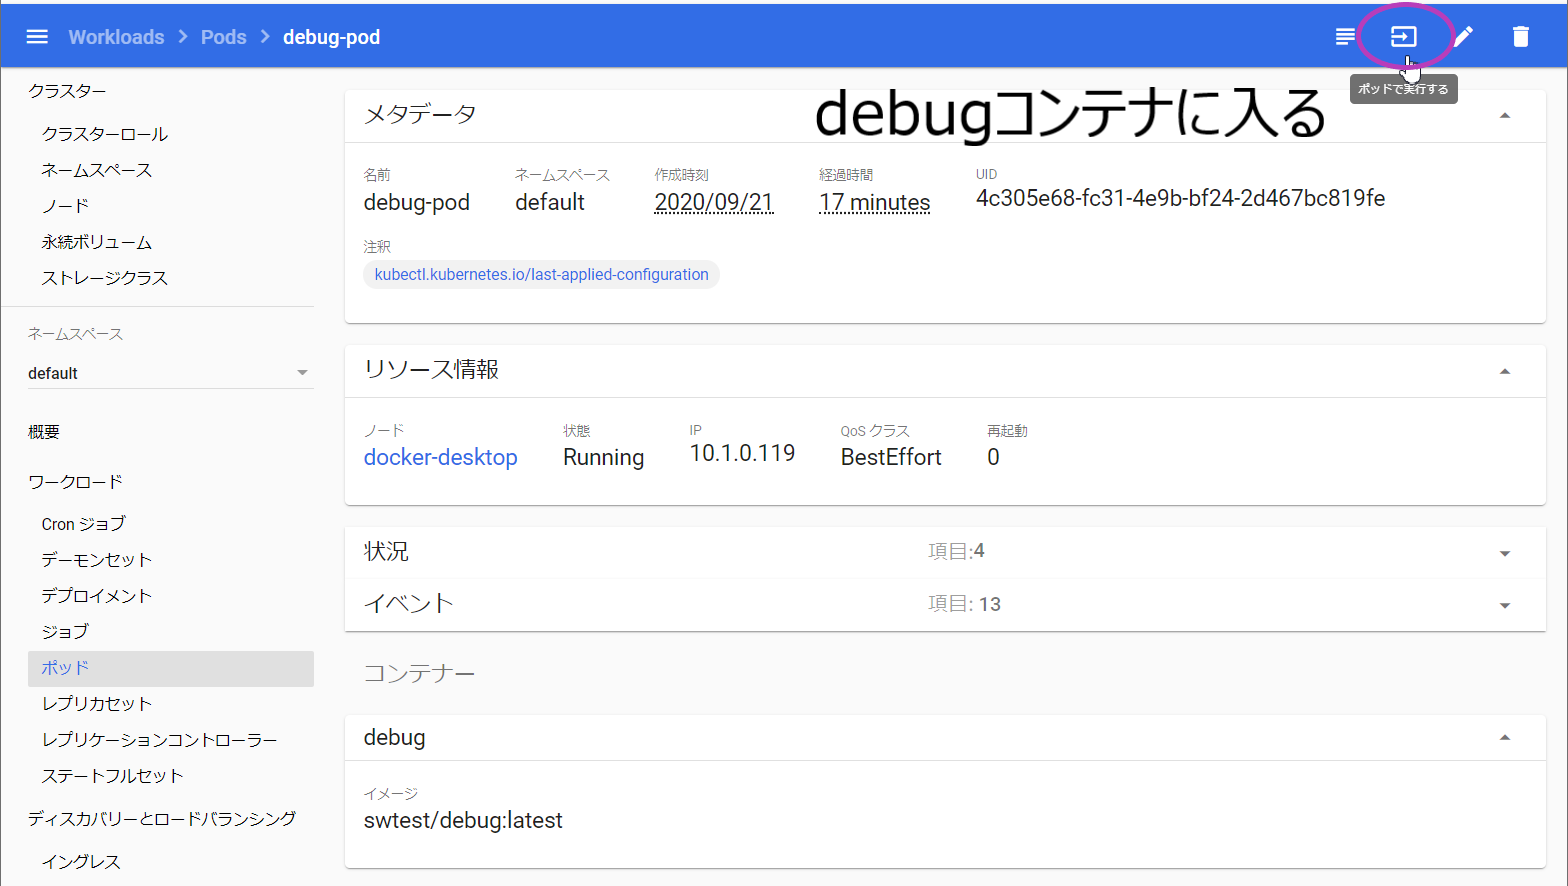 Workloads > Pods > debug-pod
ポッドで実行する
debugコンテナに入る
クラスター
クラスターロール
ネームスペース
ノード
永続ボリューム
ストレージクラス
ネームスペース
default
概要
ワークロード
Cron ジョブ
デーモンセット
デプロイメント
ジョブ
ポッド
レプリカセット
レプリケーションコントローラー
ステートフルセット
ディスカバリーとロードバランシング
イングレス
メタデータ
名前 ネームスペース 作成時刻 経過時間 UID
debug-pod default 2020/09/21 17 minutes 4c305e68-fc31-4e9b-bf24-2d467bc819fe
注釈
kubectl.kubernetes.io/last-applied-configuration
リソース情報
ノード 状態 IP QoS クラス 再起動
docker-desktop Running 10.1.0.119 BestEffort 0
状況 項目:4
イベント 項目: 13
コンテナー
debug
イメージ
swtest/debug:latest